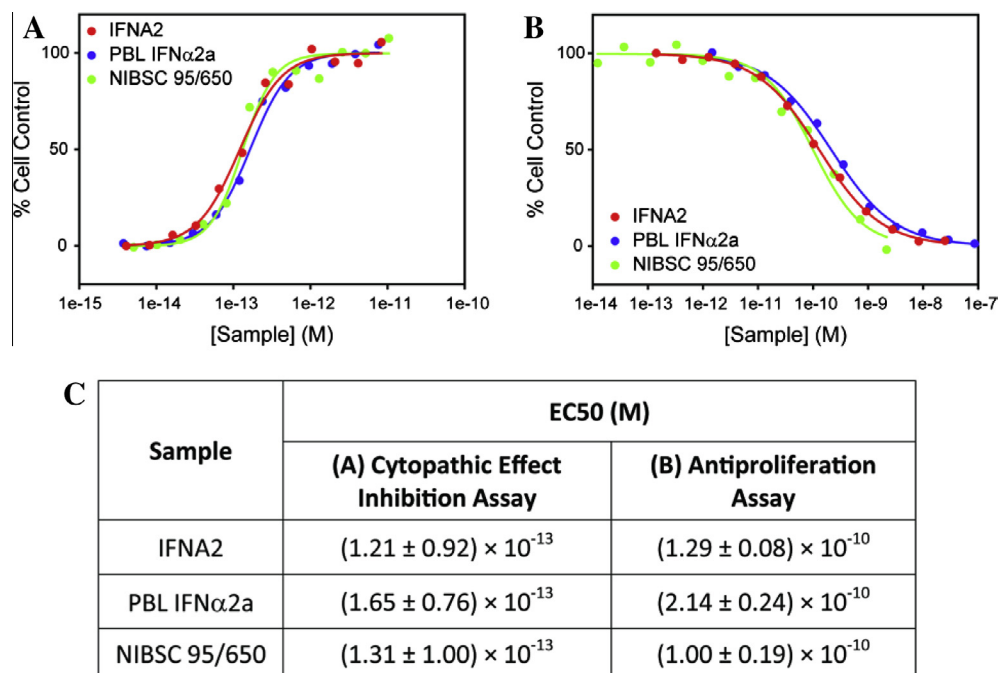 A
IFNA2
PBL IFNα2a
NIBSC 95/650
% Cell Control
100
50
0
1e-15 1e-14 1e-13 1e-12 1e-11 1e-10
[Sample] (M)
B
% Cell Control
100
50
0
IFNA2
PBL IFNα2a
NIBSC 95/650
1e-14 1e-13 1e-12 1e-11 1e-10 1e-9 1e-8 1e-7
[Sample] (M)
C
Sample
EC50 (M)
(A) Cytopathic Effect
Inhibition Assay
(B) Antiproliferation
Assay
IFNA2 (1.21 ± 0.92) × 10⁻¹³ (1.29 ± 0.08) × 10⁻¹⁰
PBL IFNα2a (1.65 ± 0.76) × 10⁻¹³ (2.14 ± 0.24) × 10⁻¹⁰
NIBSC 95/650 (1.31 ± 1.00) × 10⁻¹³ (1.00 ± 0.19) × 10⁻¹⁰